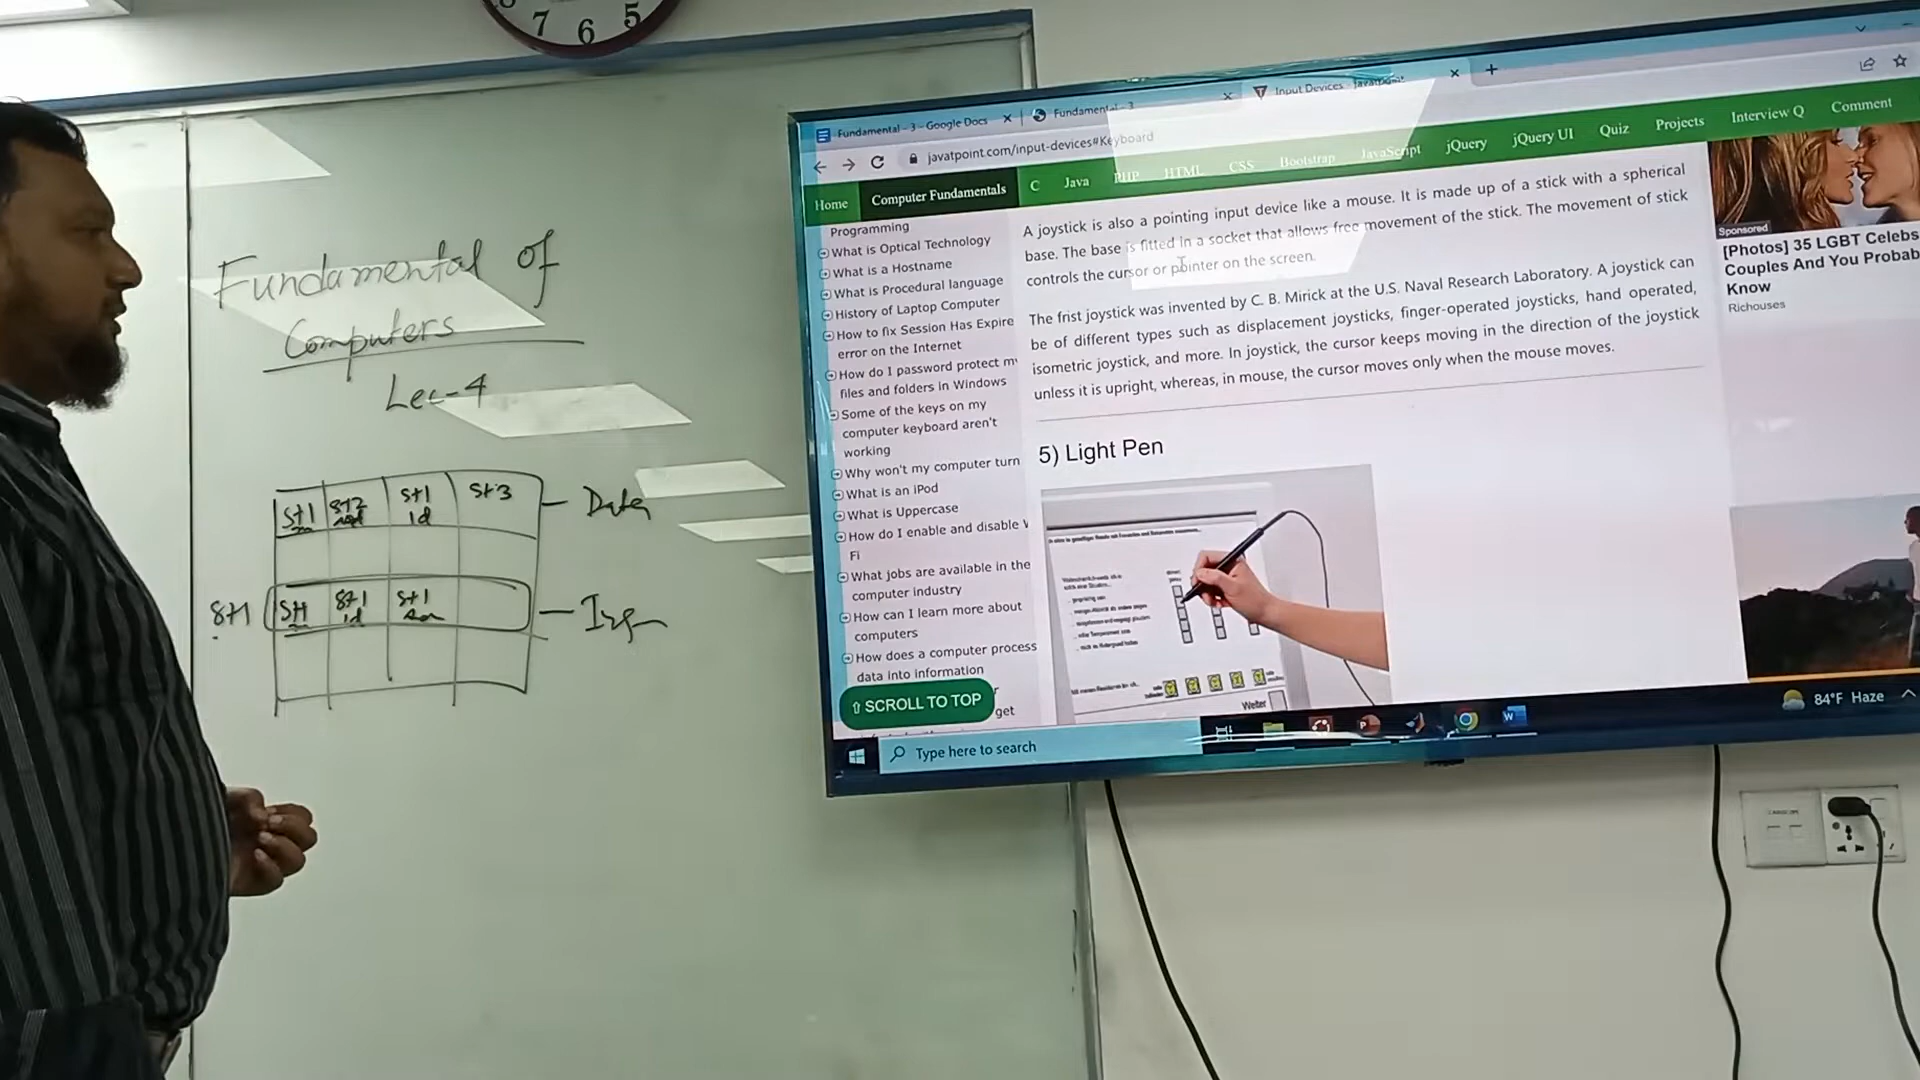 7 6 5
Fundamental of
Computers
Lec-4
St1 St2 St1 id St3 - Data
St1 St1 St1 id St1
Fundamental - 3 - Google Docs
Fundamental - 3
Input Devices - javatpoint
javatpoint.com/input-devices#Keyboard
Home Computer Fundamentals C Java PHP HTML CSS Bootstrap JavaScript jQuery jQuery UI Quiz Projects Interview Q Comment
Programming
What is Optical Technology
What is a Hostname
What is Procedural language
History of Laptop Computer
How to fix Session Has Expire
error on the Internet
How do I password protect my
files and folders in Windows
Some of the keys on my
computer keyboard aren't
working
Why won't my computer turn
What is an iPod
What is Uppercase
How do I enable and disable
Fi
What jobs are available in the
computer industry
How can I learn more about
computers
How does a computer process
data into information
get
SCROLL TO TOP
A joystick is also a pointing input device like a mouse. It is made up of a stick with a spherical
base. The base is fitted in a socket that allows free movement of the stick. The movement of stick
controls the cursor or pointer on the screen.
The frist joystick was invented by C. B. Mirick at the U.S. Naval Research Laboratory. A joystick can
be of different types such as displacement joysticks, finger-operated joysticks, hand operated,
isometric joystick, and more. In joystick, the cursor keeps moving in the direction of the joystick
unless it is upright, whereas, in mouse, the cursor moves only when the mouse moves.
5) Light Pen
Weiter
Sponsored
[Photos] 35 LGBT Celebs
Couples And You Probab
Know
Richouses
Type here to search
84°F Haze